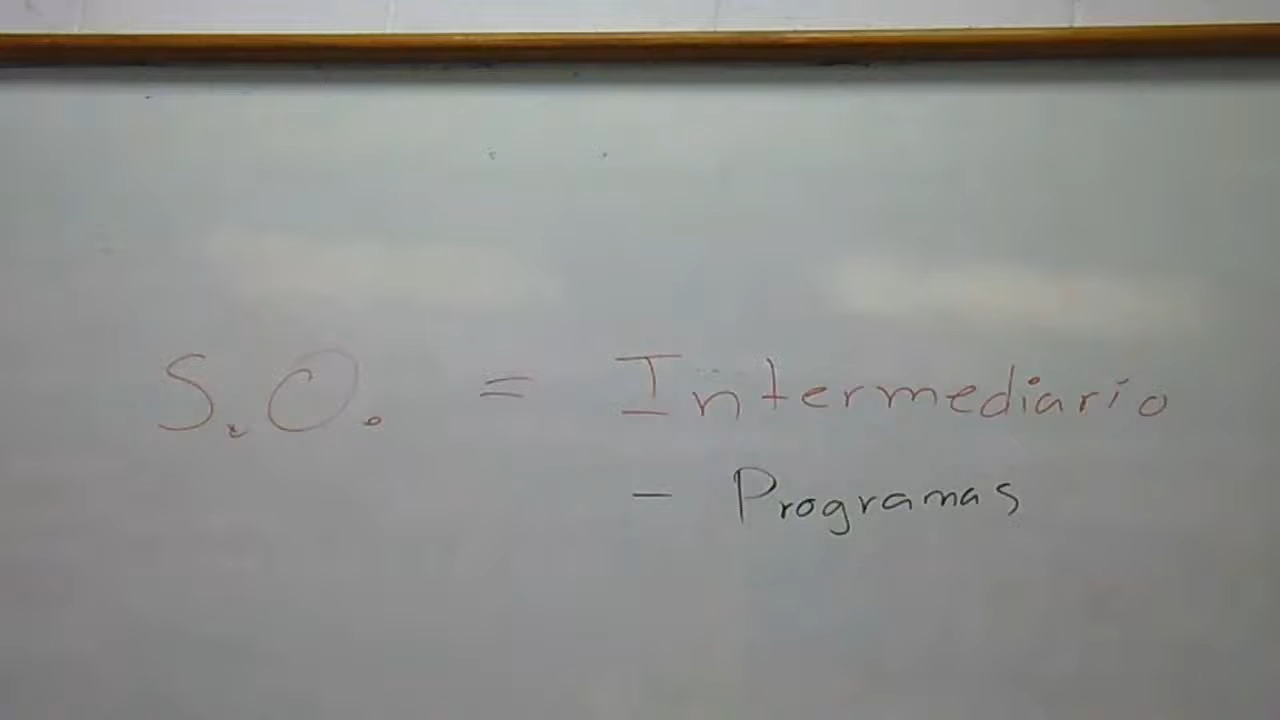 S.O. = Intermediario
- Programas